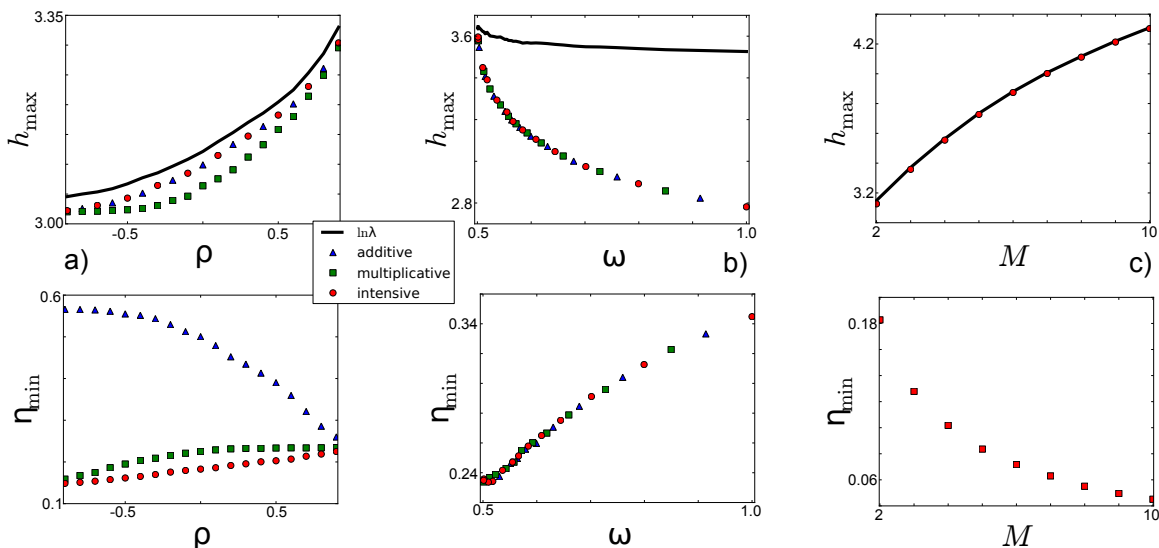 3.35
h_max
3.00
-0.5
0.5
ρ
a)
3.6
h_max
2.8
0.5
1.0
ω
b)
4.2
h_max
3.2
2
10
M
c)
lnλ
additive
multiplicative
intensive
0.6
η_min
0.1
-0.5
0.5
ρ
0.34
η_min
0.24
0.5
1.0
ω
0.18
η_min
0.06
2
10
M